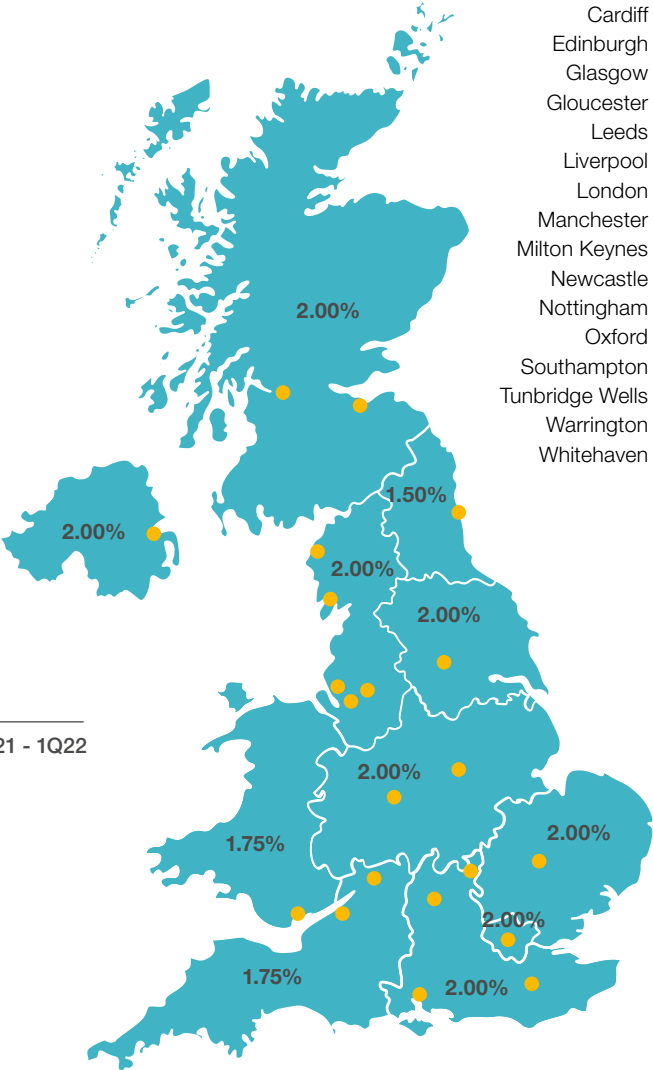 Cardiff
Edinburgh
Glasgow
Gloucester
Leeds
Liverpool
London
Manchester
Milton Keynes
Newcastle
Nottingham
Oxford
Southampton
Tunbridge Wells
Warrington
Whitehaven
2.00%
1.50%
2.00%
2.00%
2.00%
21 - 1Q22
2.00%
2.00%
1.75%
2.00%
1.75%
2.00%